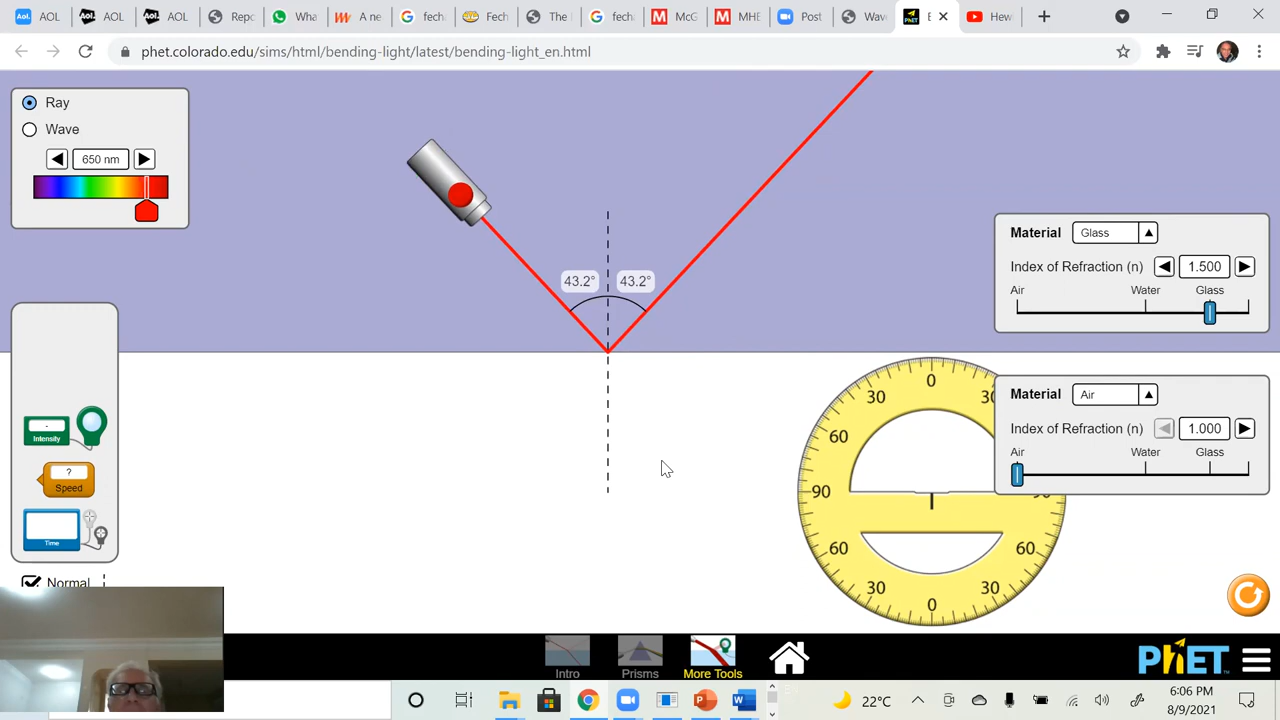 AOL
AOL
AOL
Repo
Wha
A ne
fech
Fech
The
fech
McG
MHE
Post
Wav
Hew
phet.colorado.edu/sims/html/bending-light/latest/bending-light_en.html
Ray
Wave
650 nm
43.2°
43.2°
Material Glass
Index of Refraction (n) 1.500
Air Water Glass
Material Air
Index of Refraction (n) 1.000
Air Water Glass
-
Intensity
?
Speed
Time
Normal
0
30 30
60
90 90
60 60
30 30
0
Intro
Prisms
More Tools
PhET
22°C
6:06 PM
8/9/2021